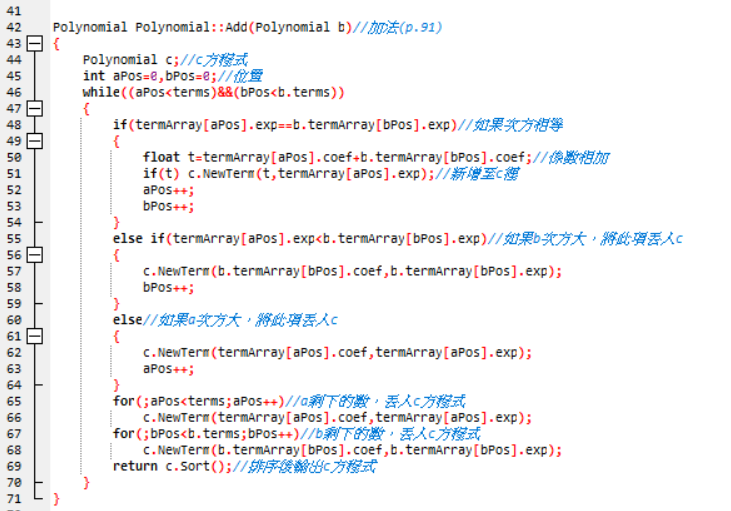 41
42 Polynomial Polynomial::Add(Polynomial b)//加法(p.91)
43 {
44 Polynomial c;//c方程式
45 int aPos=0,bPos=0;//位置
46 while((aPos<terms)&&(bPos<b.terms))
47 {
48 if(termArray[aPos].exp==b.termArray[bPos].exp)//如果次方相等
49 {
50 float t=termArray[aPos].coef+b.termArray[bPos].coef;//係數相加
51 if(t) c.NewTerm(t,termArray[aPos].exp);//新增至c裡
52 aPos++;
53 bPos++;
54 }
55 else if(termArray[aPos].exp<b.termArray[bPos].exp)//如果b次方大，將此項丟入c
56 {
57 c.NewTerm(b.termArray[bPos].coef,b.termArray[bPos].exp);
58 bPos++;
59 }
60 else//如果a次方大，將此項丟入c
61 {
62 c.NewTerm(termArray[aPos].coef,termArray[aPos].exp);
63 aPos++;
64 }
65 for(;aPos<terms;aPos++)//a剩下的數，丟入c方程式
66 c.NewTerm(termArray[aPos].coef,termArray[aPos].exp);
67 for(;bPos<b.terms;bPos++)//b剩下的數，丟入c方程式
68 c.NewTerm(b.termArray[bPos].coef,b.termArray[bPos].exp);
69 return c.Sort();//排序後輸出c方程式
70 }
71 }